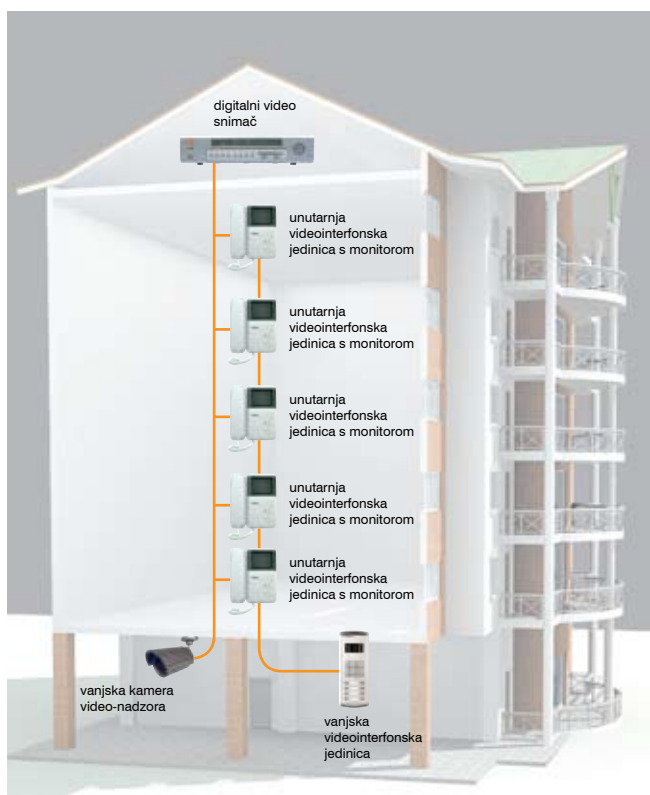 digitalni video
snimač
unutarnja
videointerfonska
jedinica s monitorom
unutarnja
videointerfonska
jedinica s monitorom
unutarnja
videointerfonska
jedinica s monitorom
unutarnja
videointerfonska
jedinica s monitorom
unutarnja
videointerfonska
jedinica s monitorom
vanjska kamera
video-nadzora
vanjska
videointerfonska
jedinica